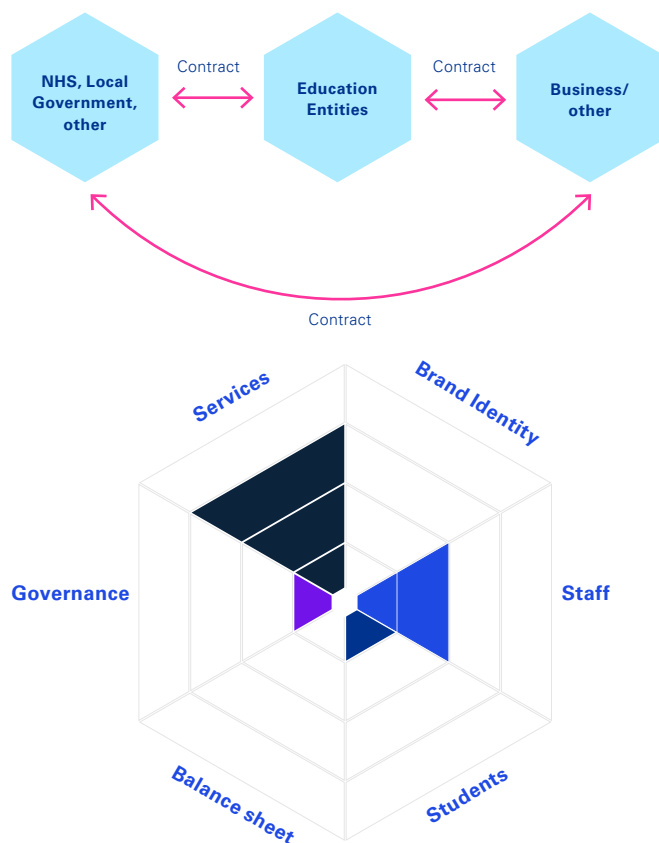 NHS, Local
Government,
other
Contract
Education
Entities
Contract
Business/
other
Contract
Services
Brand Identity
Governance
Staff
Balance sheet
Students